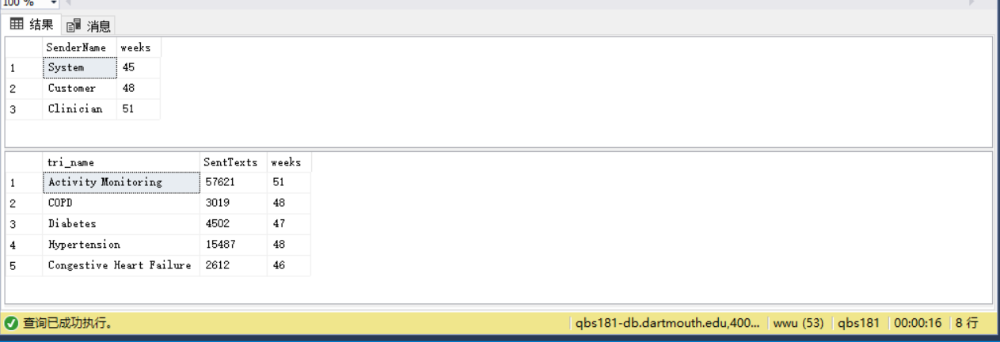 100 %
结果 消息
SenderName weeks
1 System 45
2 Customer 48
3 Clinician 51
tri_name SentTexts weeks
1 Activity Monitoring 57621 51
2 COPD 3019 48
3 Diabetes 4502 47
4 Hypertension 15487 48
5 Congestive Heart Failure 2612 46
查询已成功执行。 qbs181-db.dartmouth.edu,400... wwu (53) qbs181 00:00:16 8 行